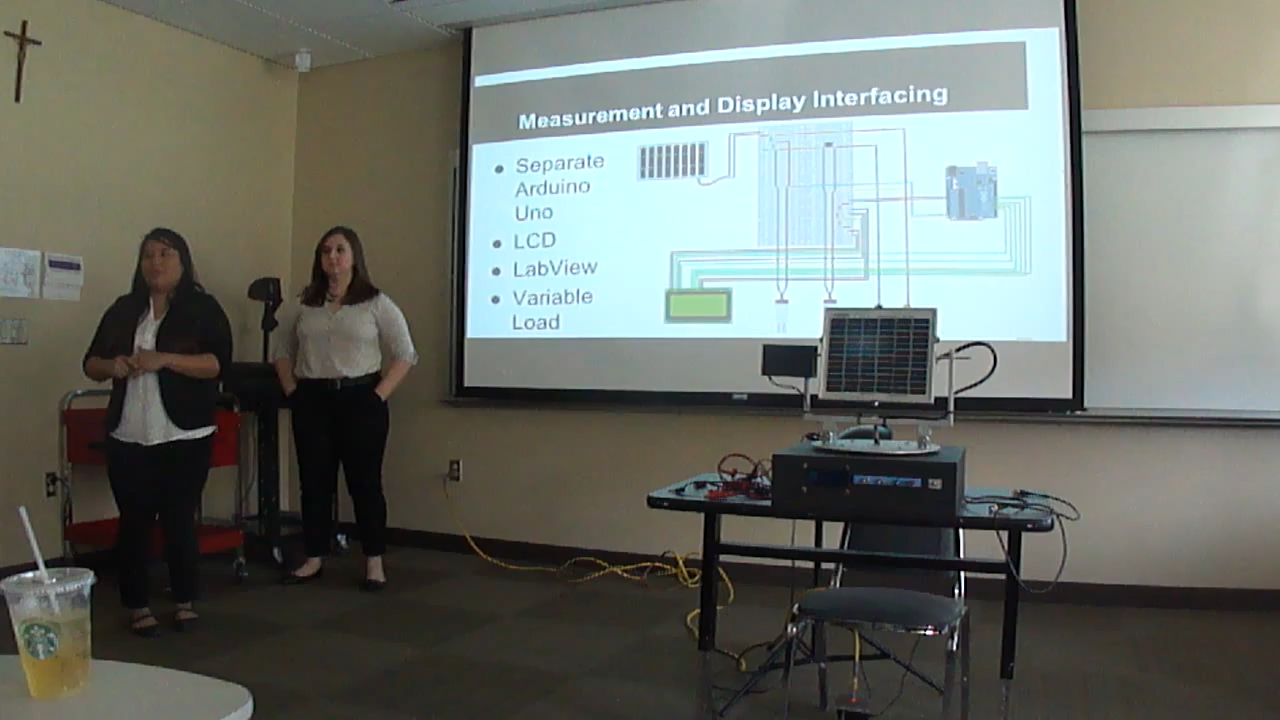 Measurement and Display Interfacing
● Separate
Arduino
Uno
● LCD
● LabView
● Variable
Load